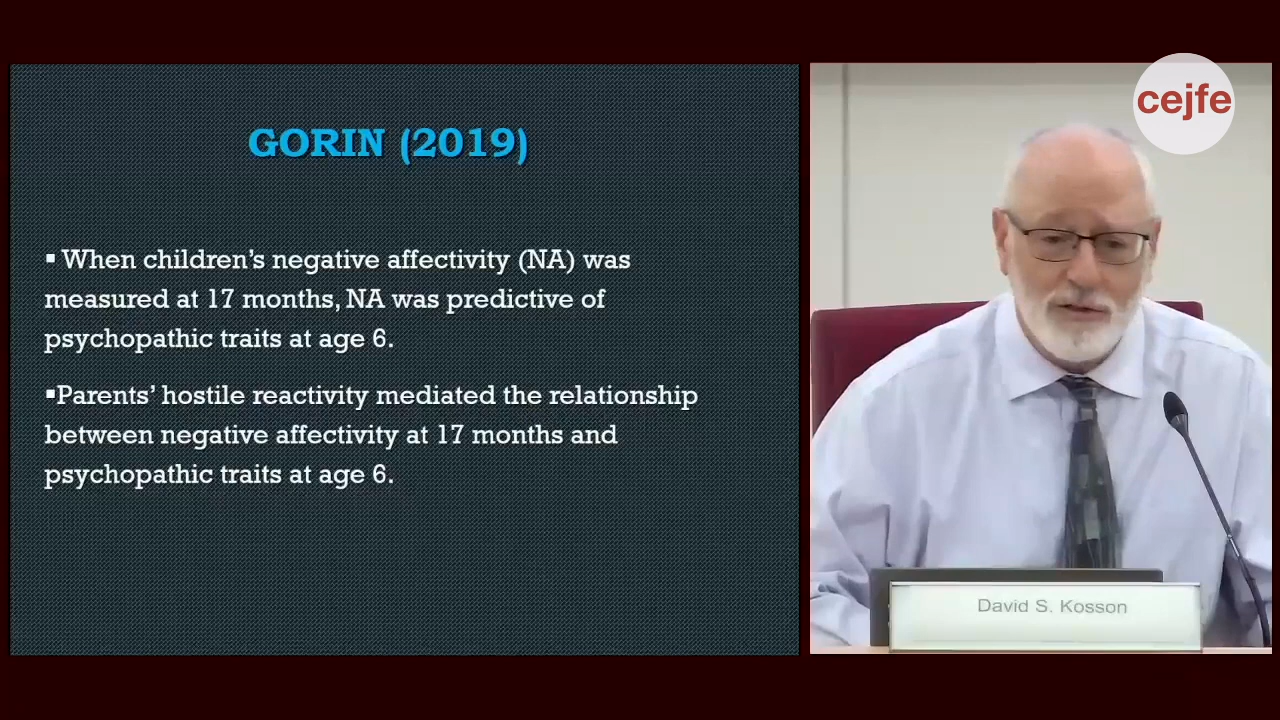 GORIN (2019)
▪ When children's negative affectivity (NA) was
measured at 17 months, NA was predictive of
psychopathic traits at age 6.
▪Parents' hostile reactivity mediated the relationship
between negative affectivity at 17 months and
psychopathic traits at age 6.
cejfe
David S. Kosson